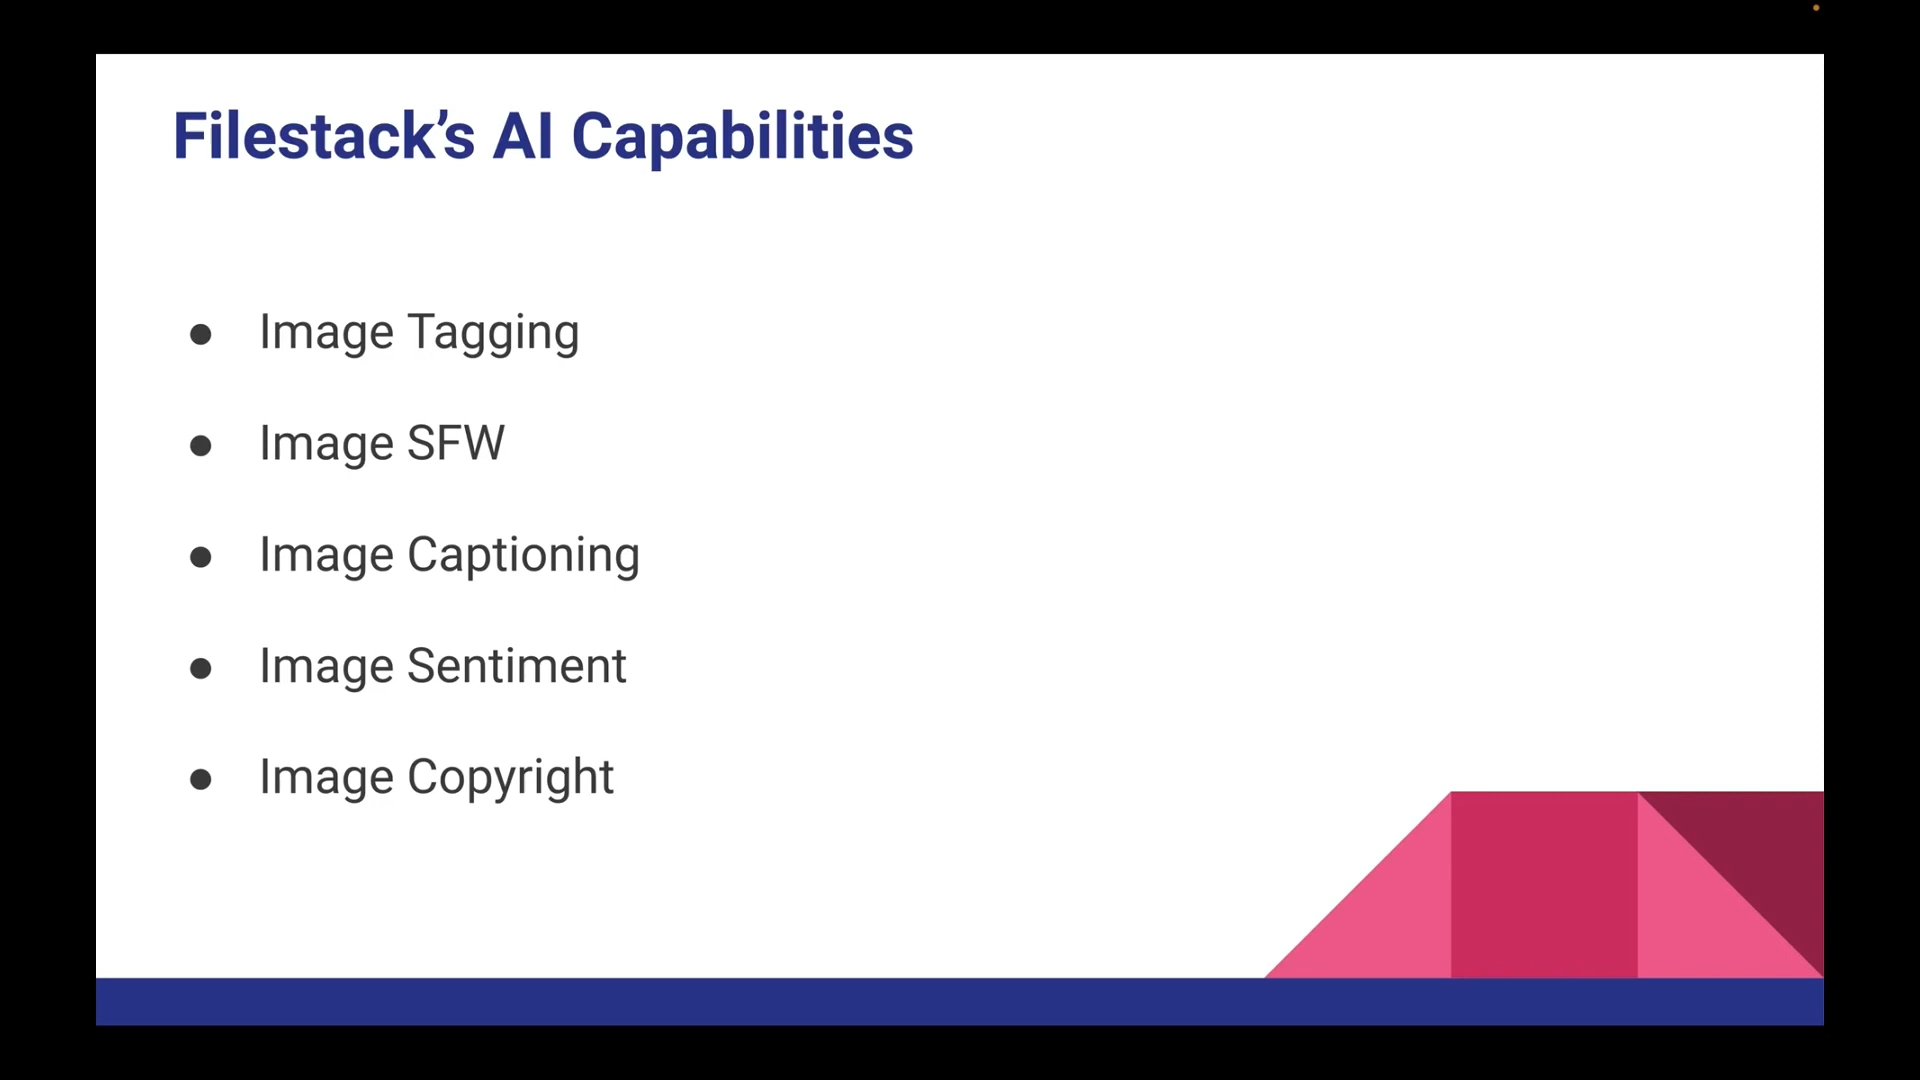 Filestack’s AI Capabilities
● Image Tagging
● Image SFW
● Image Captioning
● Image Sentiment
● Image Copyright